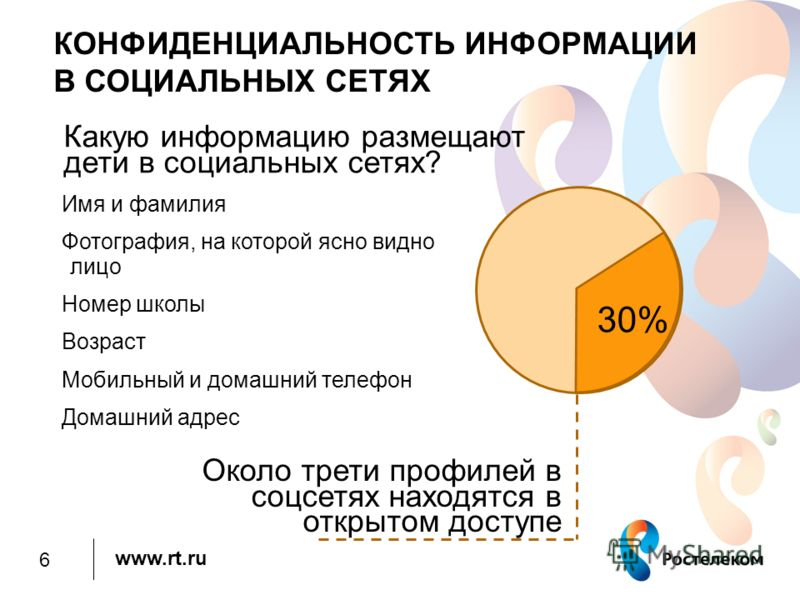 КОНФИДЕНЦИАЛЬНОСТЬ ИНФОРМАЦИИ
В СОЦИАЛЬНЫХ СЕТЯХ
Какую информацию размещают
дети в социальных сетях?
Имя и фамилия
Фотография, на которой ясно видно
лицо
Номер школы
Возраст
Мобильный и домашний телефон
Домашний адрес
30%
Около трети профилей в
соцсетях находятся в
открытом доступе
6
www.rt.ru
MyShared
Ростелеком